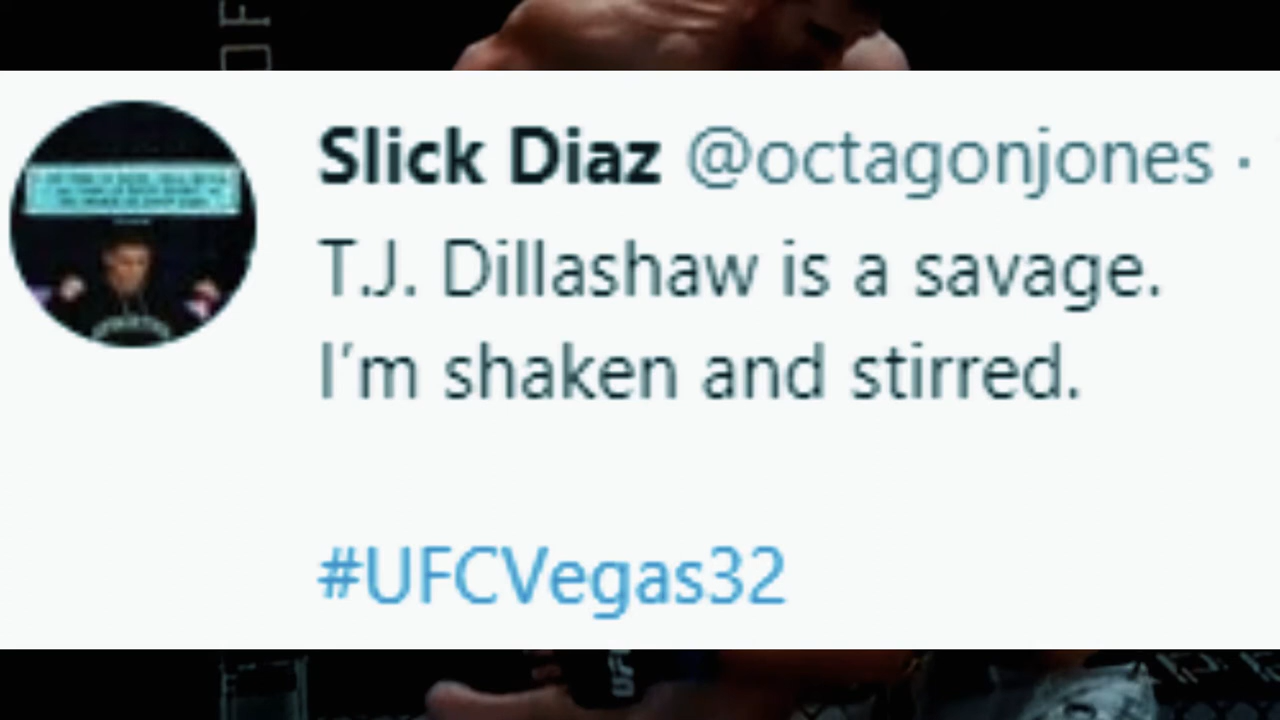 Slick Diaz @octagonjones ·
T.J. Dillashaw is a savage.
I'm shaken and stirred.
#UFCVegas32